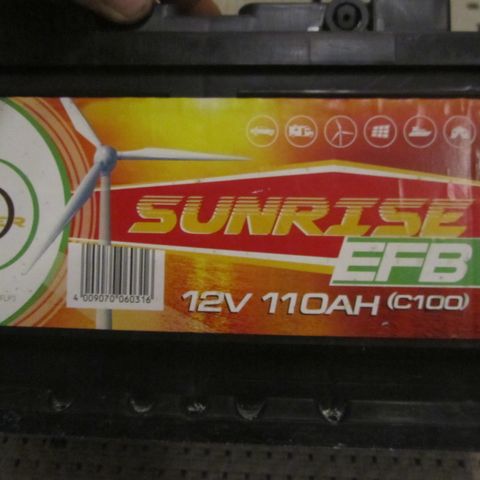 SUNRISE
EFB
12V 110AH (C100)
4 009070 060316